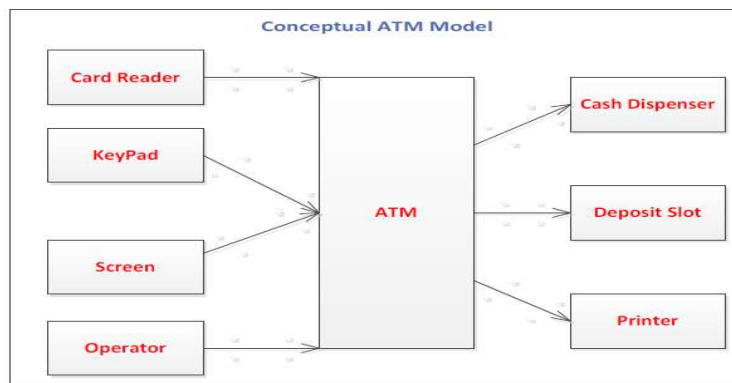 Conceptual ATM Model
Card Reader
KeyPad
Screen
Operator
ATM
Cash Dispenser
Deposit Slot
Printer